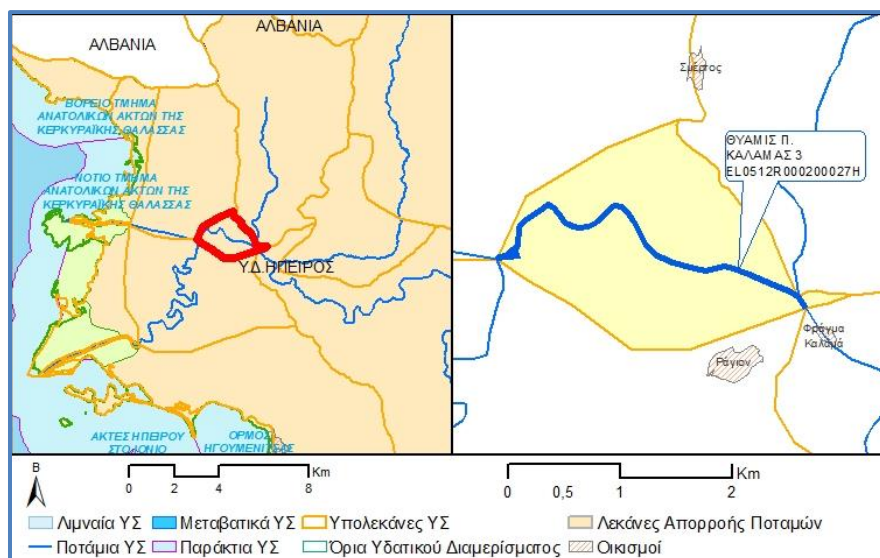 ΑΛΒΑΝΙΑ
ΑΛΒΑΝΙΑ
ΒΟΡΕΙΟ ΤΜΗΜΑ
ΑΝΑΤΟΛΙΚΩΝ ΑΚΤΩΝ ΤΗΣ
ΚΕΡΚΥΡΑΪΚΗΣ ΘΑΛΑΣΣΑΣ
ΝΟΤΙΟ ΤΜΗΜΑ
ΑΝΑΤΟΛΙΚΩΝ ΑΚΤΩΝ ΤΗΣ
ΚΕΡΚΥΡΑΪΚΗΣ ΘΑΛΑΣΣΑΣ
Υ.Δ.ΗΠΕΙΡΟΣ
ΑΚΤΕΣ ΗΠΕΙΡΟΥ
ΣΤΟ ΙΟΝΙΟ
ΟΡΜΟΣ
ΗΓΟΥΜΕΝΙΤΣΑΣ
Σμέρτος
ΘΥΑΜΙΣ Π.
ΚΑΛΑΜΑΣ 3
EL0512R000200027H
Φράγμα
Καλαμά
Ράγιον
Β
Km
0 2 4 8
Km
0 0,5 1 2
Λιμναία ΥΣ Μεταβατικά ΥΣ Υπολεκάνες ΥΣ Λεκάνες Απορροής Ποταμών
Ποτάμια ΥΣ Παράκτια ΥΣ Όρια Υδατικού Διαμερίσματος Οικισμοί